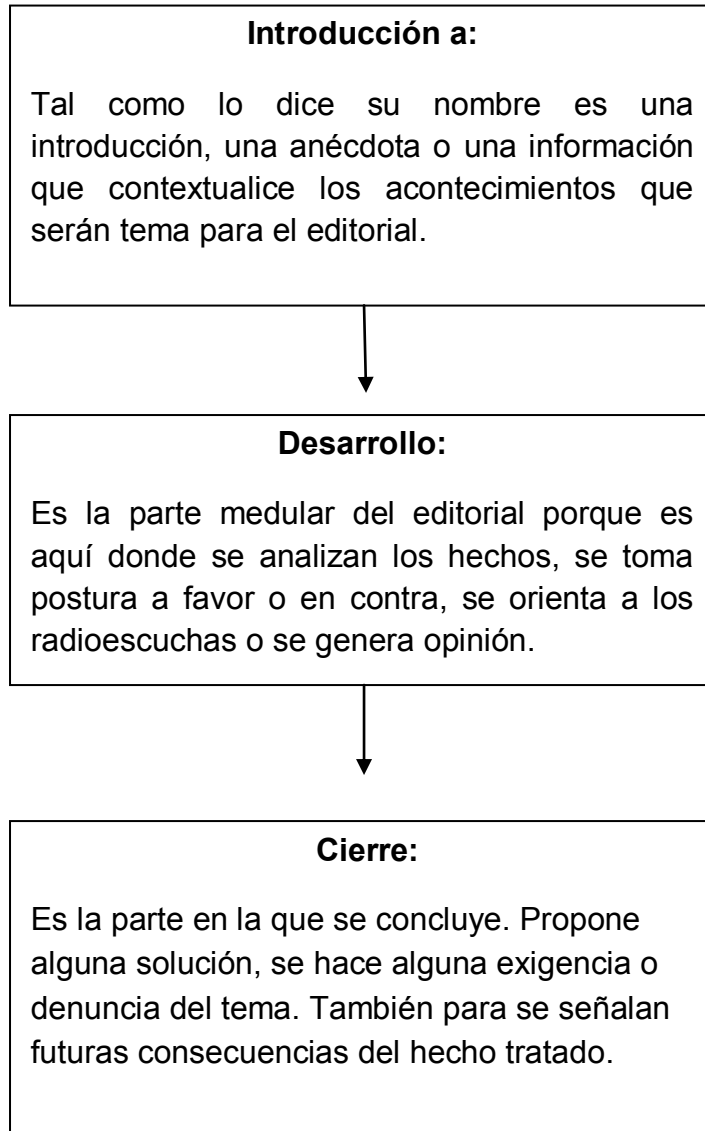 Introducción a:
Tal como lo dice su nombre es una
introducción, una anécdota o una información
que contextualice los acontecimientos que
serán tema para el editorial.
Desarrollo:
Es la parte medular del editorial porque es
aquí donde se analizan los hechos, se toma
postura a favor o en contra, se orienta a los
radioescuchas o se genera opinión.
Cierre:
Es la parte en la que se concluye. Propone
alguna solución, se hace alguna exigencia o
denuncia del tema. También para se señalan
futuras consecuencias del hecho tratado.